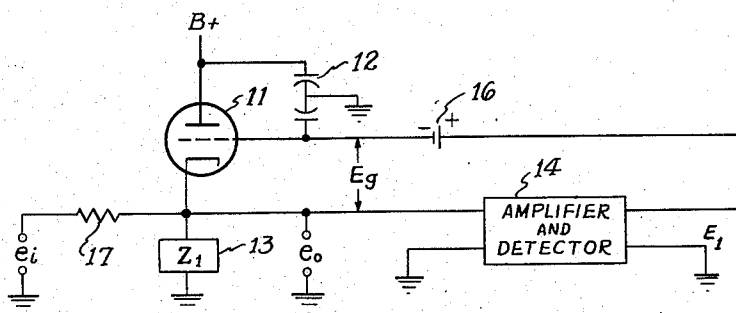 B+
12
11
16
- +
Eg
14
AMPLIFIER
AND
DETECTOR
E1
ei
17
Z1
13
eo